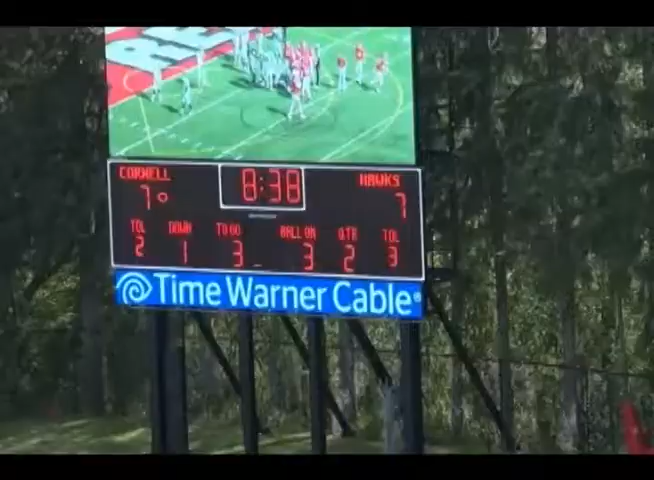 CORNELL 8:38 HAWKS
7 7
TOL DOWN TO GO BALL ON QTR TOL
2 1 3 3 2 3
Time Warner Cable®